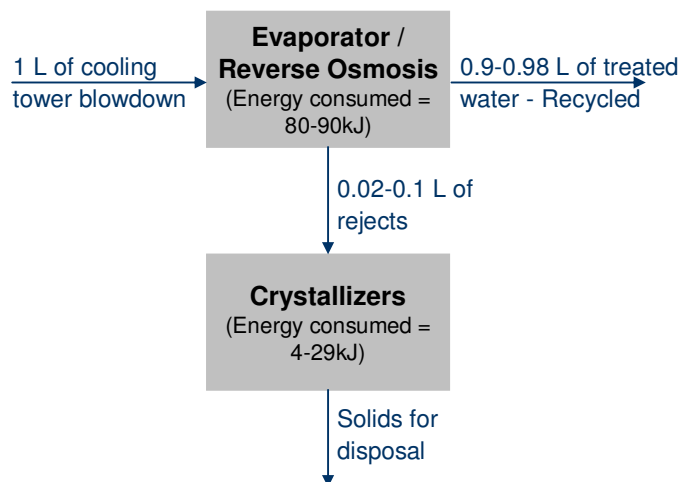 1 L of cooling
tower blowdown
Evaporator /
Reverse Osmosis
(Energy consumed =
80-90kJ)
0.9-0.98 L of treated
water - Recycled
0.02-0.1 L of
rejects
Crystallizers
(Energy consumed =
4-29kJ)
Solids for
disposal